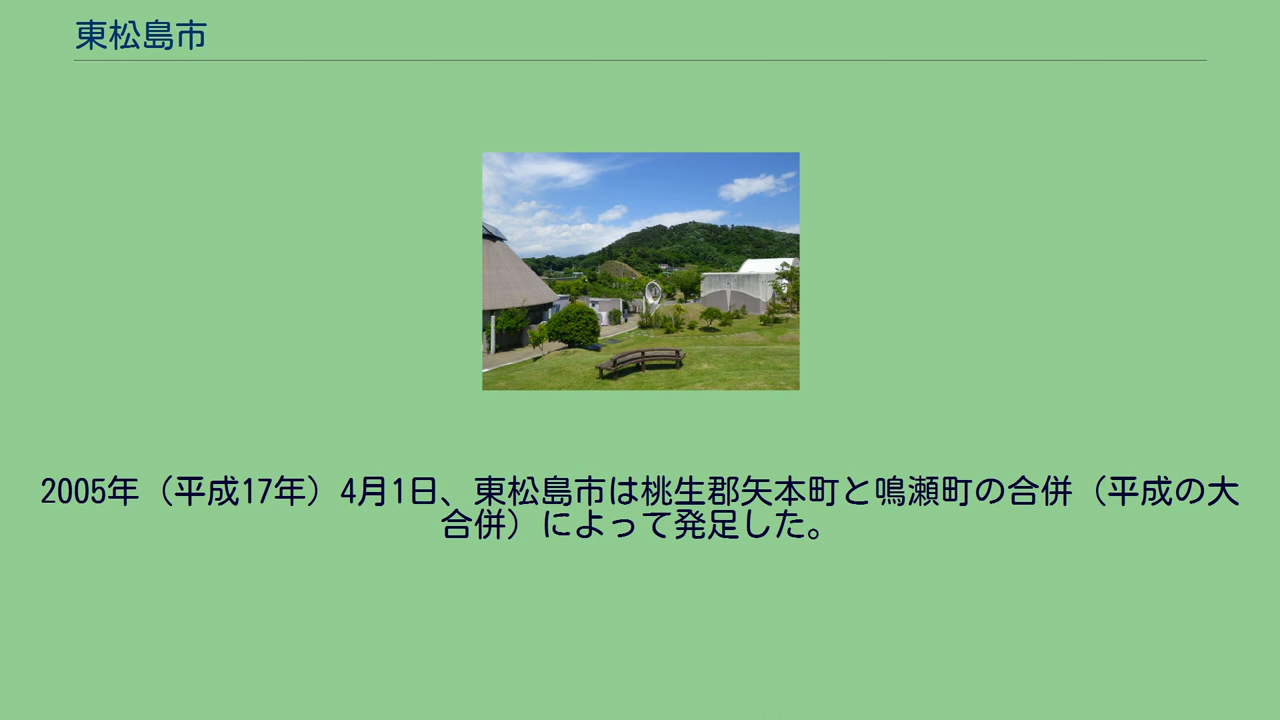 東松島市
2005年（平成17年）4月1日、東松島市は桃生郡矢本町と鳴瀬町の合併（平成の大
合併）によって発足した。